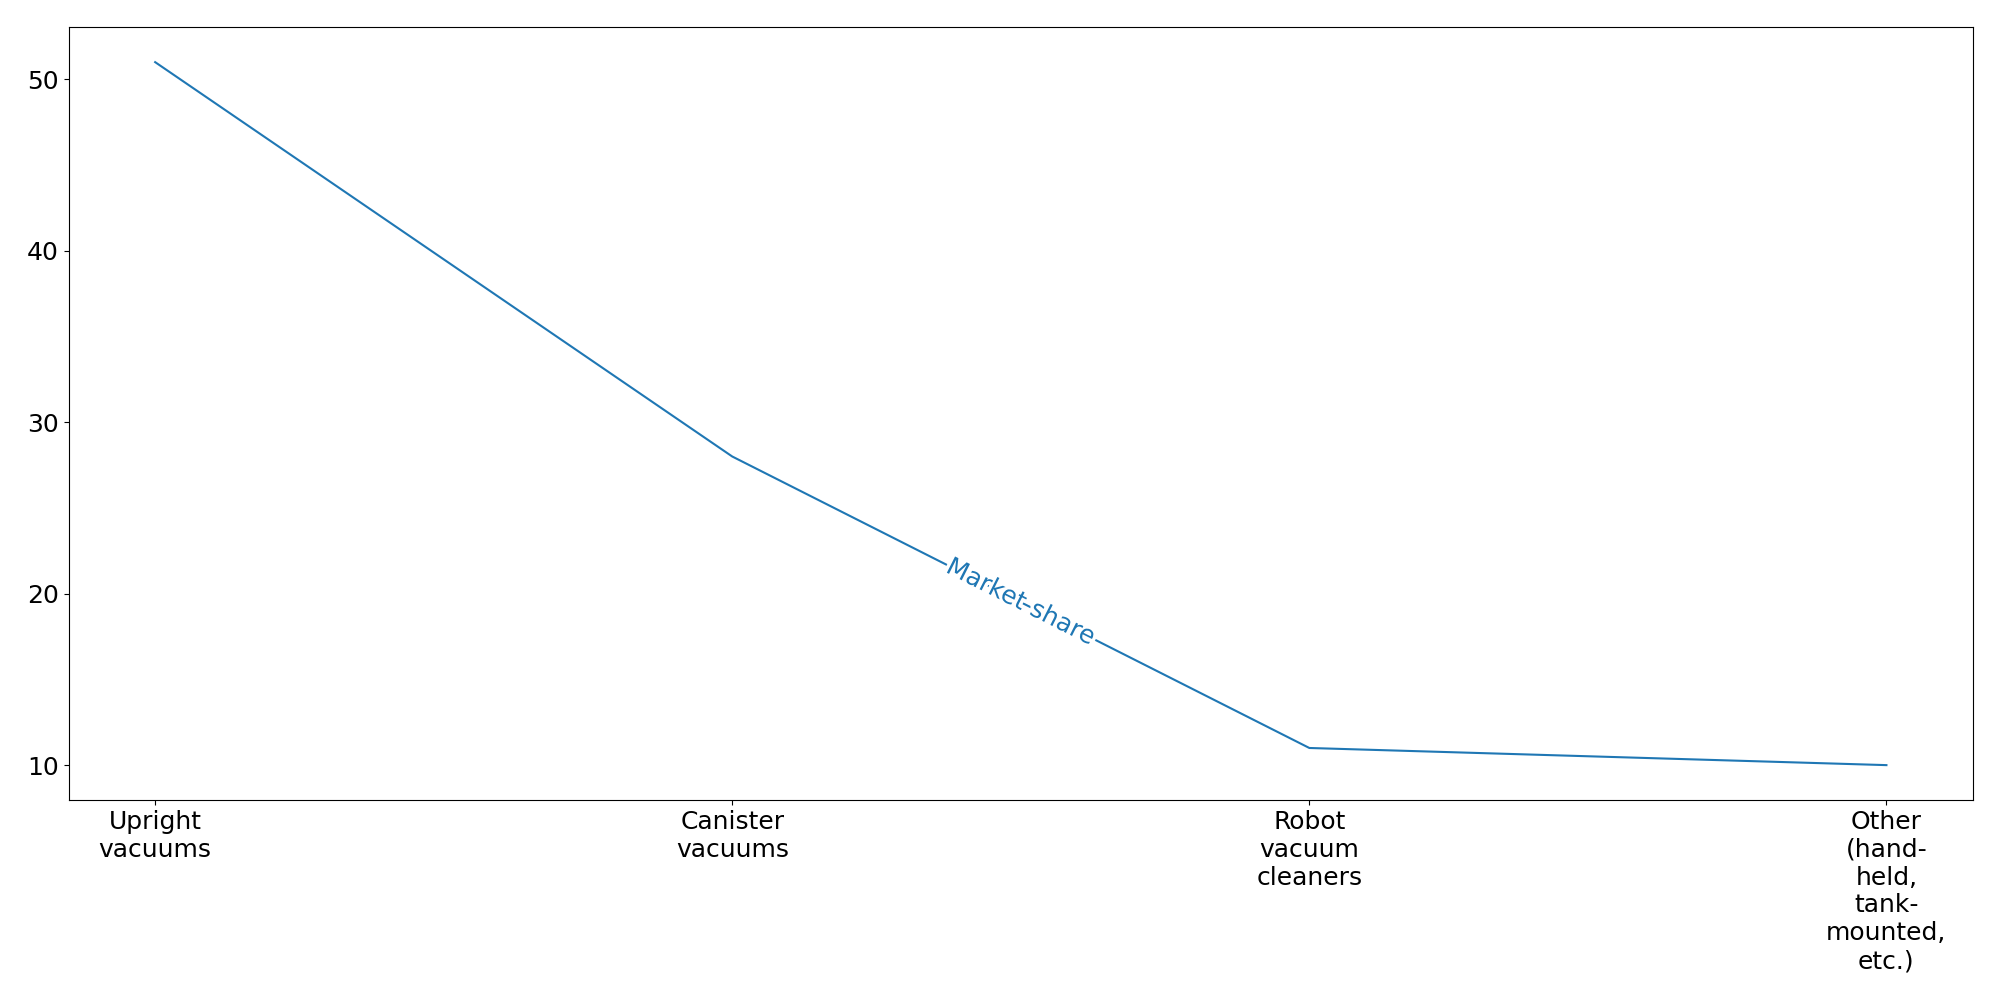 50
40
30
20
10
Market-share
Upright
vacuums
Canister
vacuums
Robot
vacuum
cleaners
Other
(hand-
held,
tank-
mounted,
etc.)